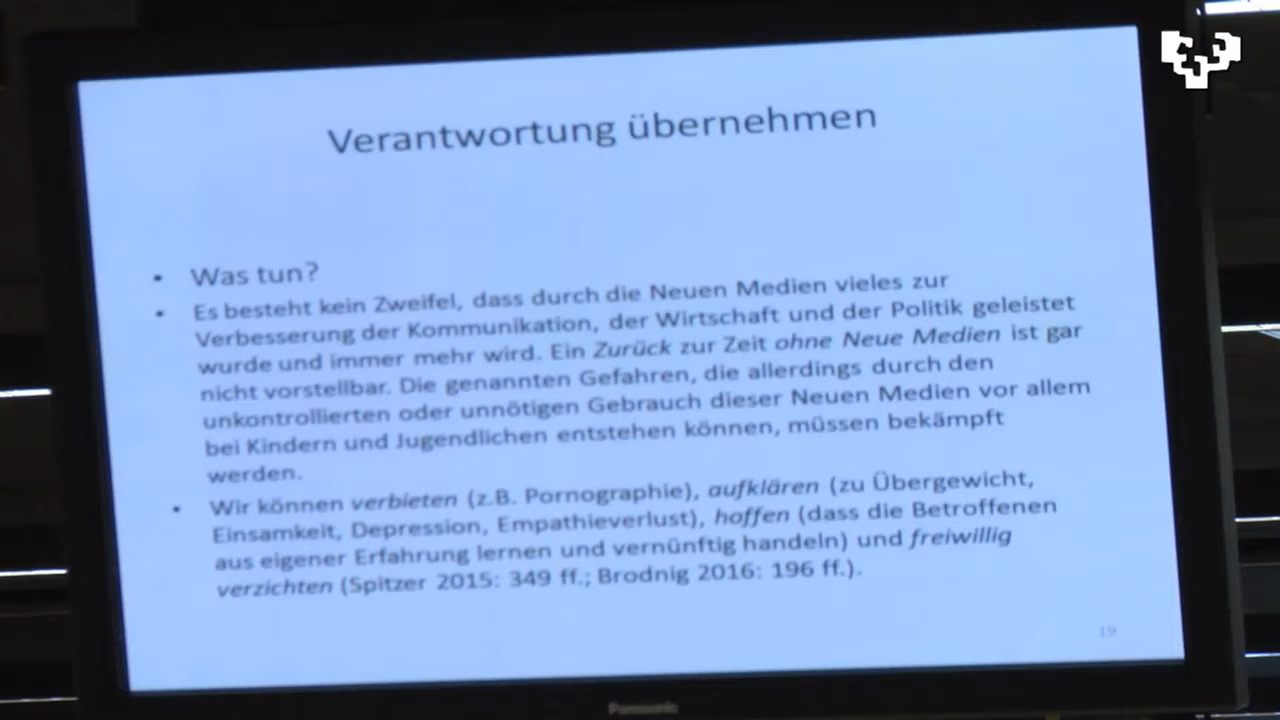 Verantwortung übernehmen
• Was tun?
• Es besteht kein Zweifel, dass durch die Neuen Medien vieles zur
Verbesserung der Kommunikation, der Wirtschaft und der Politik geleistet
wurde und immer mehr wird. Ein Zurück zur Zeit ohne Neue Medien ist gar
nicht vorstellbar. Die genannten Gefahren, die allerdings durch den
unkontrollierten oder unnötigen Gebrauch dieser Neuen Medien vor allem
bei Kindern und Jugendlichen entstehen können, müssen bekämpft
werden.
• Wir können verbieten (z.B. Pornographie), aufklären (zu Übergewicht,
Einsamkeit, Depression, Empathieverlust), hoffen (dass die Betroffenen
aus eigener Erfahrung lernen und vernünftig handeln) und freiwillig
verzichten (Spitzer 2015: 349 ff.; Brodnig 2016: 196 ff.).
19
Panasonic